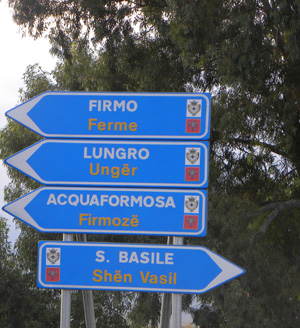 FIRMO
Ferme
LUNGRO
Ungër
ACQUAFORMOSA
Firmozë
S. BASILE
Shën Vasil